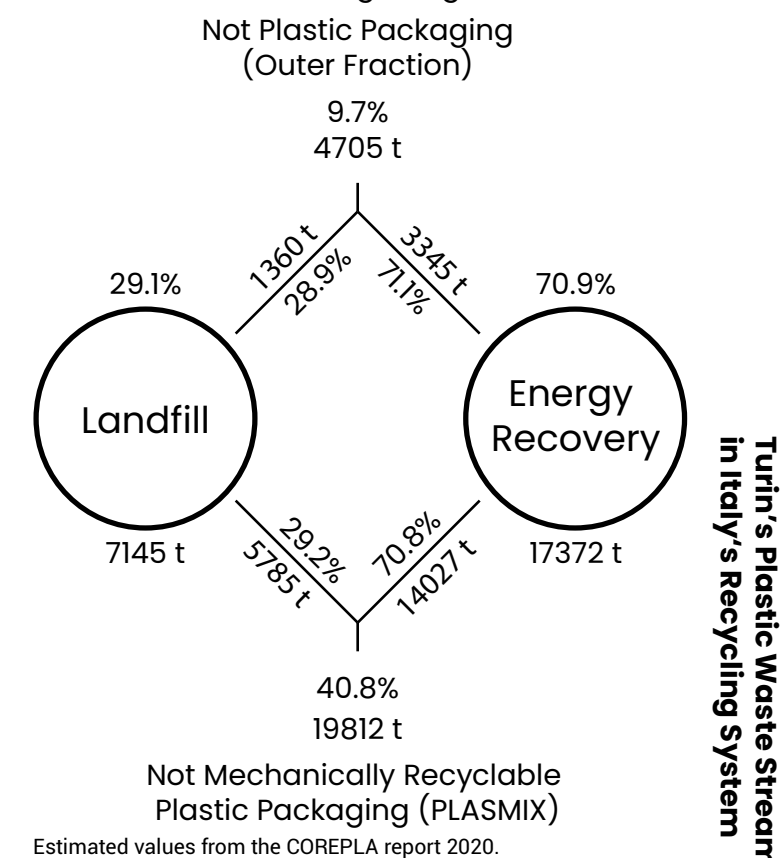 Not Plastic Packaging
(Outer Fraction)
9.7%
4705 t
1360 t
28.9%
3345 t
71.1%
29.1%
Landfill
7145 t
70.9%
Energy
Recovery
17372 t
29.2%
5785 t
70.8%
14027 t
40.8%
19812 t
Not Mechanically Recyclable
Plastic Packaging (PLASMIX)
Estimated values from the COREPLA report 2020.
Turin's Plastic Waste Stream
in Italy's Recycling System